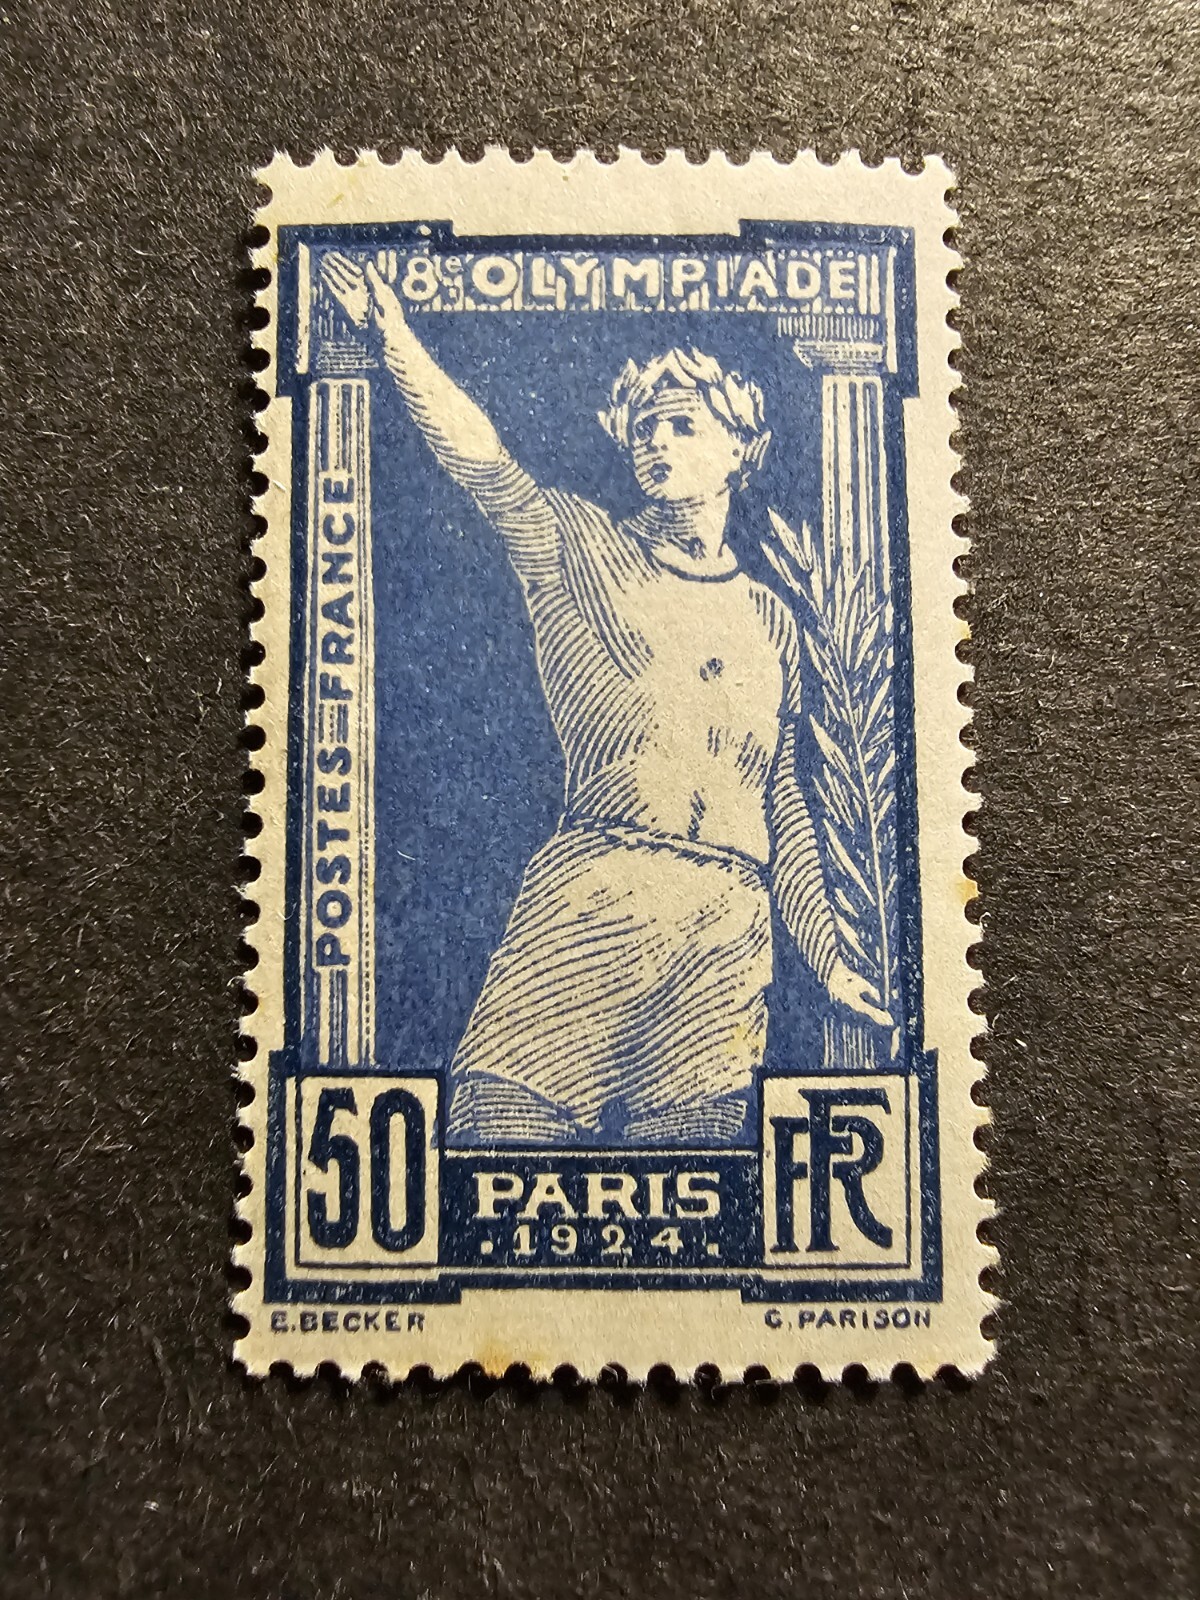 8e OLYMPIADE
POSTES FRANCE
50
PARIS
.1924.
RF
E.BECKER
G.PARISON